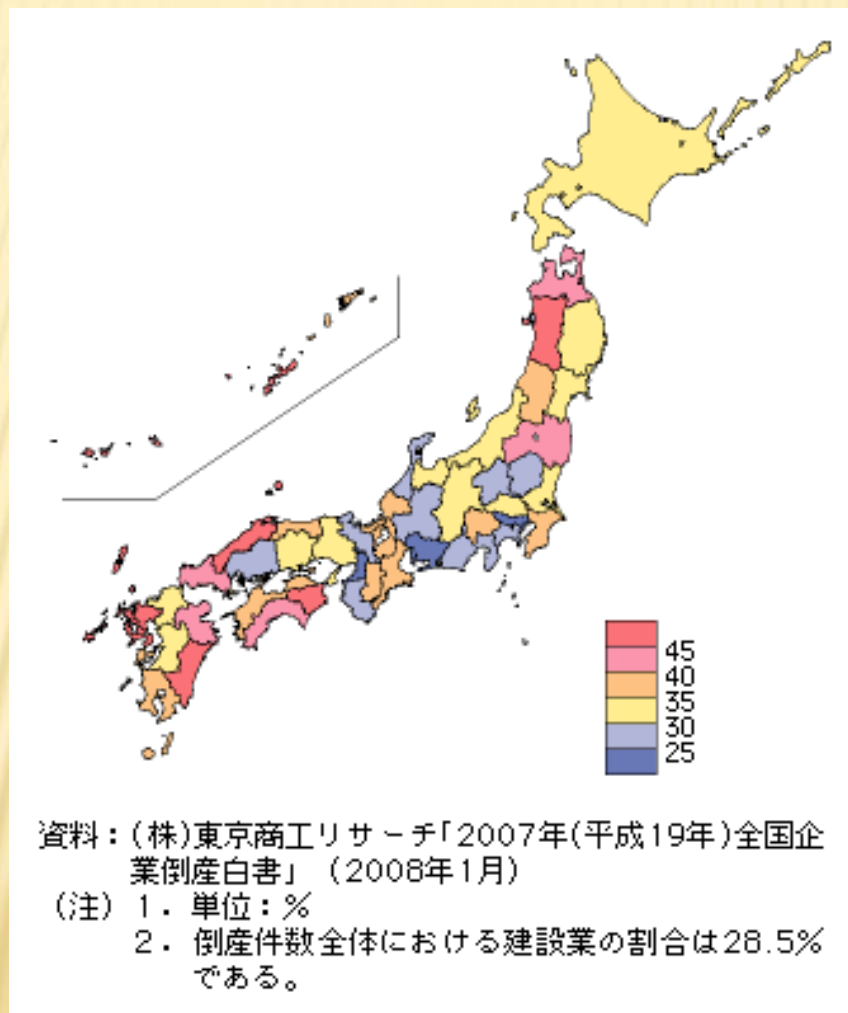 45
40
35
30
25
資料：(株)東京商工リサーチ「2007年(平成19年)全国企
業倒産白書」（2008年1月）
（注）１．単位：％
２．倒産件数全体における建設業の割合は28.5%
である。